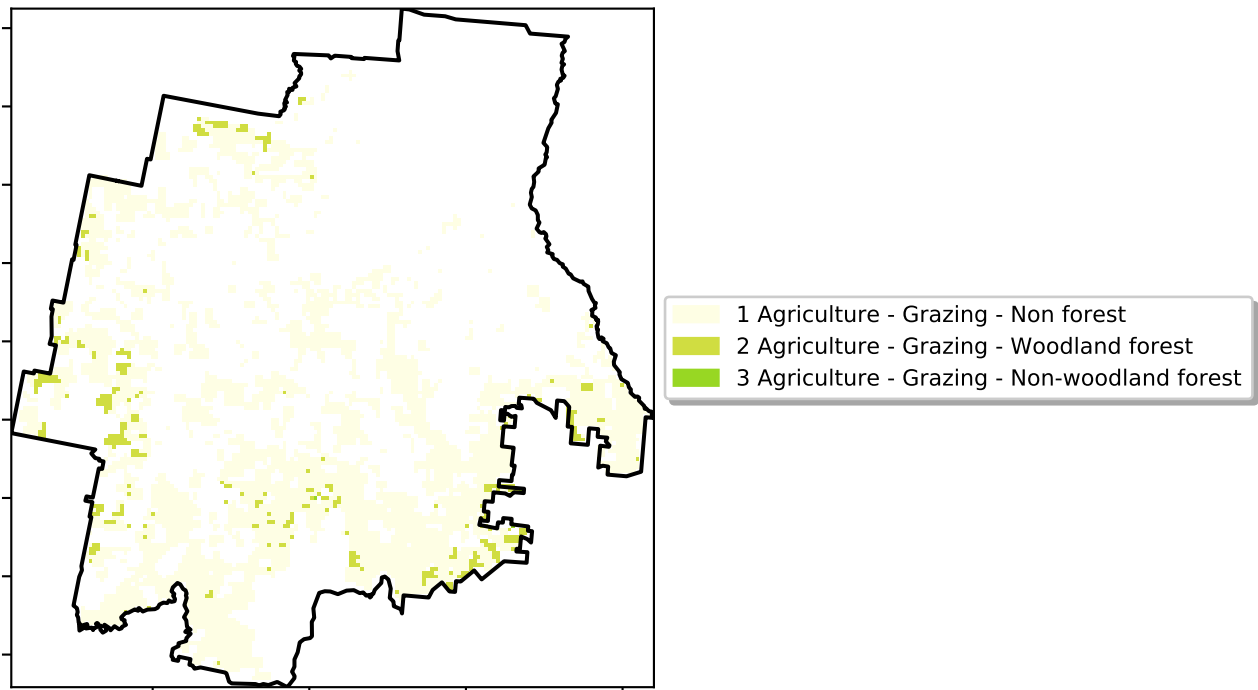 1 Agriculture - Grazing - Non forest
2 Agriculture - Grazing - Woodland forest
3 Agriculture - Grazing - Non-woodland forest